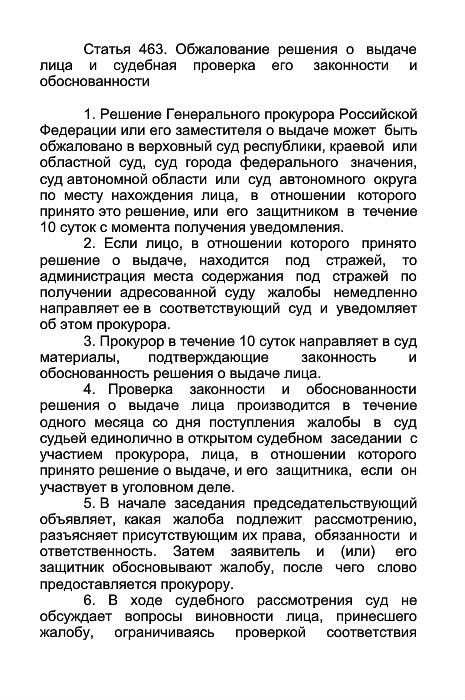 Статья 463. Обжалование решения о выдаче
лица и судебная проверка его законности и
обоснованности
1. Решение Генерального прокурора Российской
Федерации или его заместителя о выдаче может быть
обжаловано в верховный суд республики, краевой или
областной суд, суд города федерального значения,
суд автономной области или суд автономного округа
по месту нахождения лица, в отношении которого
принято это решение, или его защитником в течение
10 суток с момента получения уведомления.
2. Если лицо, в отношении которого принято
решение о выдаче, находится под стражей, то
администрация места содержания под стражей по
получении адресованной суду жалобы немедленно
направляет ее в соответствующий суд и уведомляет
об этом прокурора.
3. Прокурор в течение 10 суток направляет в суд
материалы, подтверждающие законность и
обоснованность решения о выдаче лица.
4. Проверка законности и обоснованности
решения о выдаче лица производится в течение
одного месяца со дня поступления жалобы в суд
судьей единолично в открытом судебном заседании с
участием прокурора, лица, в отношении которого
принято решение о выдаче, и его защитника, если он
участвует в уголовном деле.
5. В начале заседания председательствующий
объявляет, какая жалоба подлежит рассмотрению,
разъясняет присутствующим их права, обязанности и
ответственность. Затем заявитель и (или) его
защитник обосновывают жалобу, после чего слово
предоставляется прокурору.
6. В ходе судебного рассмотрения суд не
обсуждает вопросы виновности лица, принесшего
жалобу, ограничиваясь проверкой соответствия